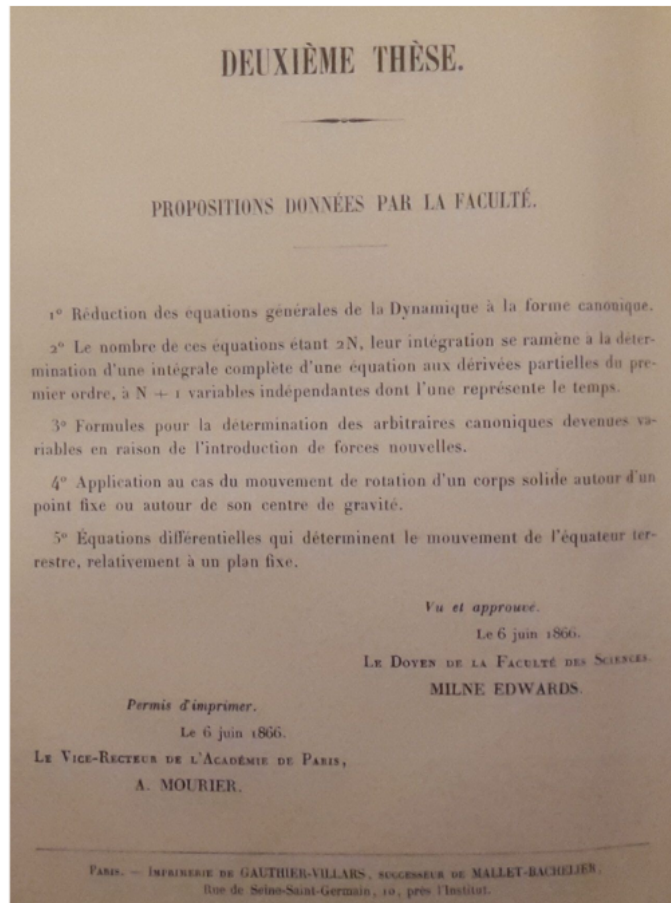 DEUXIÈME THÈSE.
PROPOSITIONS DONNÉES PAR LA FACULTÉ.
1° Réduction des équations générales de la Dynamique à la forme canonique.
2° Le nombre de ces équations étant 2N, leur intégration se ramène à la déter-
mination d'une intégrale complète d'une équation aux dérivées partielles du pre-
mier ordre, à N + 1 variables indépendantes dont l'une représente le temps.
3° Formules pour la détermination des arbitraires canoniques devenues va-
riables en raison de l'introduction de forces nouvelles.
4° Application au cas du mouvement de rotation d'un corps solide autour d'un
point fixe ou autour de son centre de gravité.
5° Équations différentielles qui déterminent le mouvement de l'équateur ter-
restre, relativement à un plan fixe.
Vu et approuvé.
Le 6 juin 1866.
LE DOYEN DE LA FACULTÉ DES SCIENCES.
MILNE EDWARDS.
Permis d'imprimer.
Le 6 juin 1866.
LE VICE-RECTEUR DE L'ACADÉMIE DE PARIS,
A. MOURIER.
PARIS. — IMPRIMERIE DE GAUTHIER-VILLARS, SUCCESSEUR DE MALLET-BACHELIER,
Rue de Seine-Saint-Germain, 10, près l'Institut.